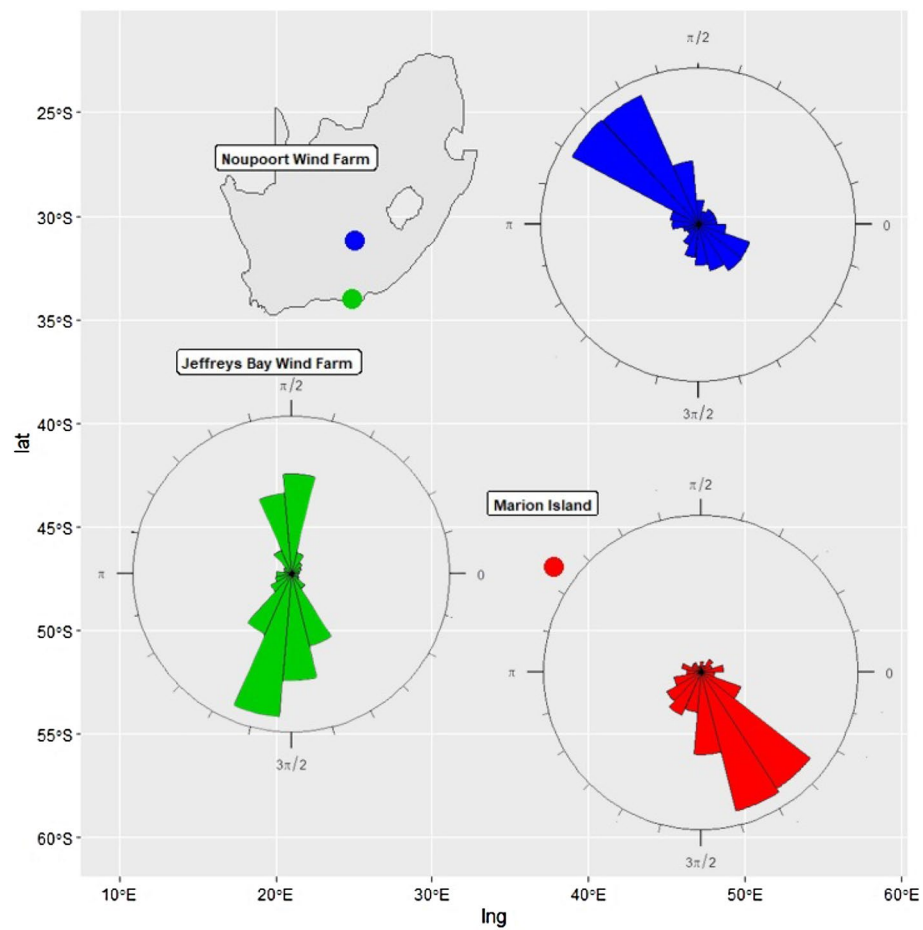 π/2
25°S
Noupoort Wind Farm
30°S
π
0
35°S
Jeffreys Bay Wind Farm
π/2
3π/2
40°S
lat
45°S
π/2
Marion Island
π
0
50°S
π
0
55°S
3π/2
60°S
3π/2
10°E
20°E
30°E
40°E
50°E
60°E
lng